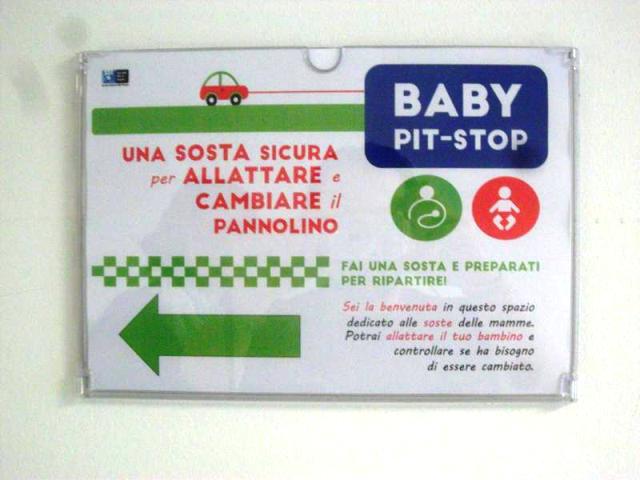 BABY
PIT-STOP
UNA SOSTA SICURA
per ALLATTARE e
CAMBIARE il
PANNOLINO
FAI UNA SOSTA E PREPARATI
PER RIPARTIRE!
Sei la benvenuta in questo spazio
dedicato alle soste delle mamme.
Potrai allattare il tuo bambino e
controllare se ha bisogno
di essere cambiato.